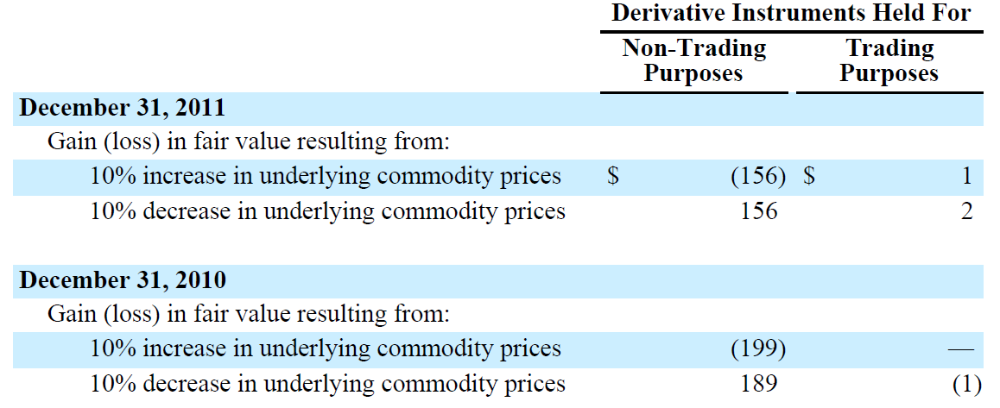 Derivative Instruments Held For
Non-Trading Purposes Trading Purposes
December 31, 2011
Gain (loss) in fair value resulting from:
10% increase in underlying commodity prices $ (156) $ 1
10% decrease in underlying commodity prices 156 2
December 31, 2010
Gain (loss) in fair value resulting from:
10% increase in underlying commodity prices (199) —
10% decrease in underlying commodity prices 189 (1)